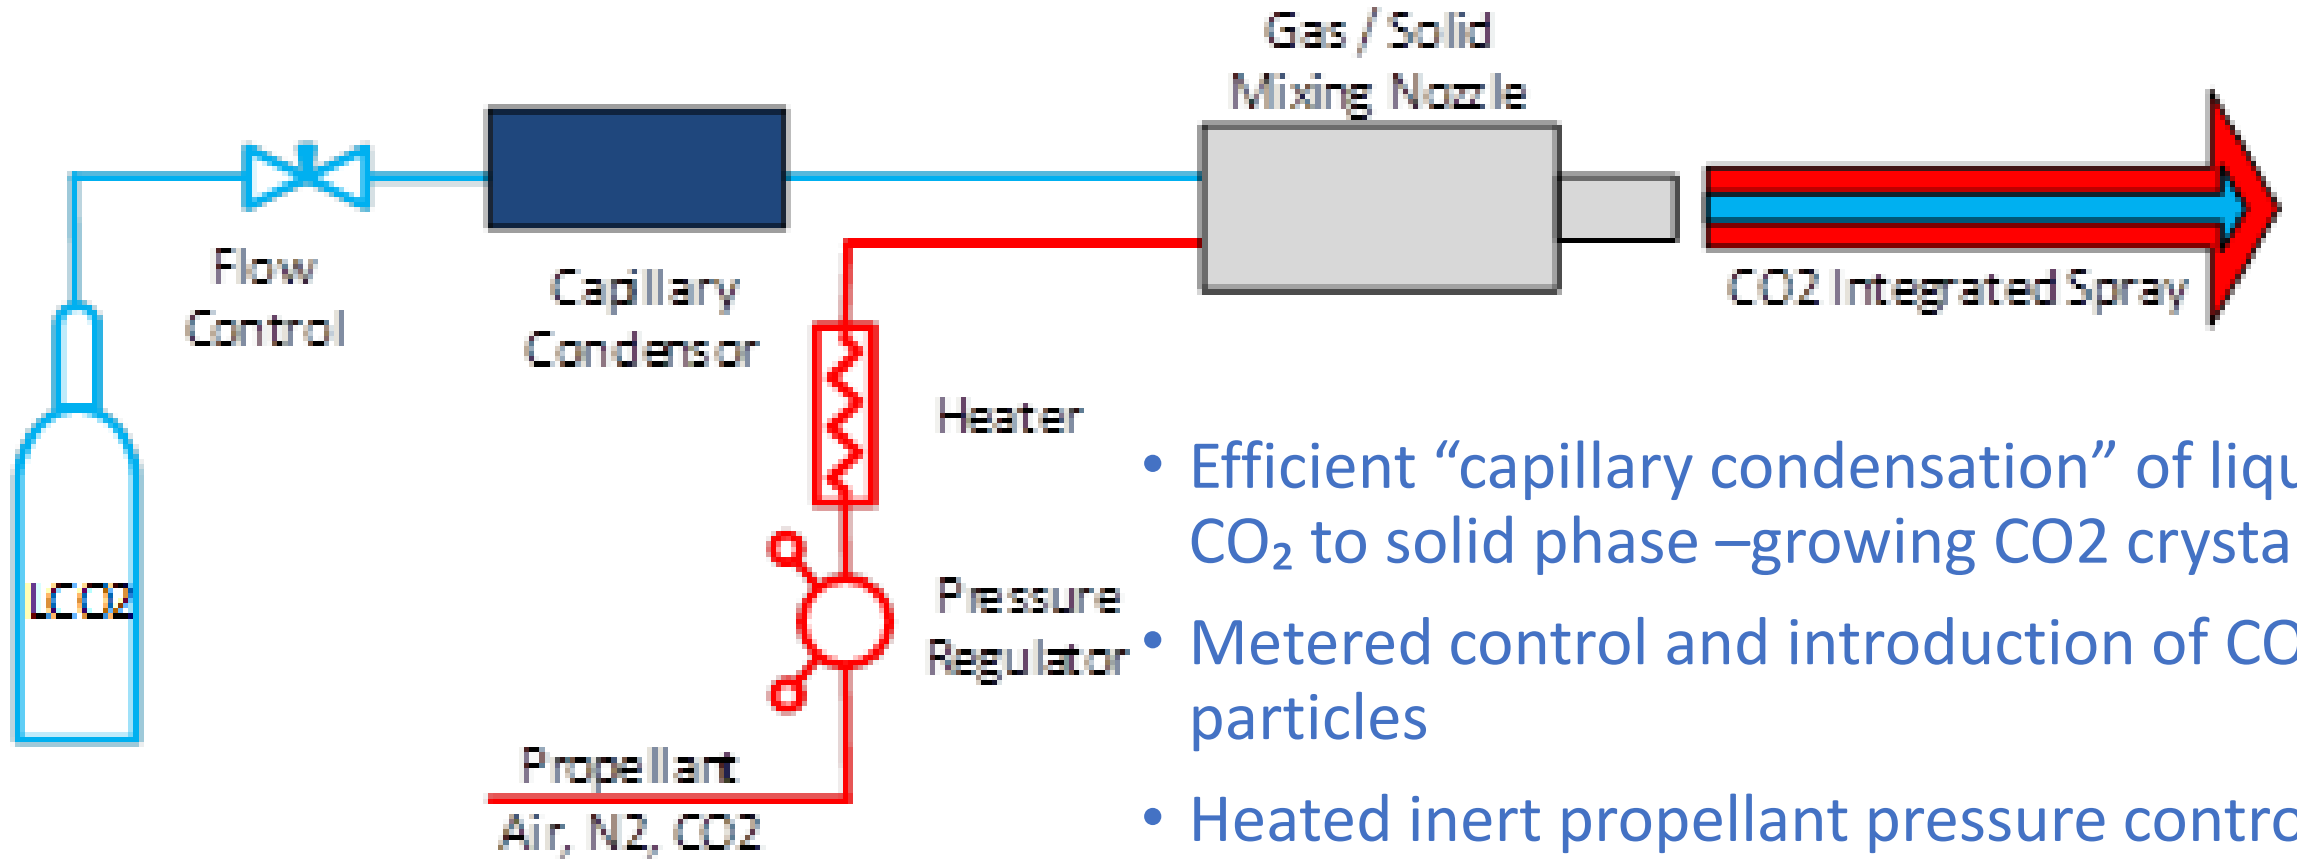 Gas / Solid
Mixing Nozzle
Flow
Control
Capillary
Condensor
CO2 Integrated Spray
Heater
LCO2
Pressure
Regulator
Propellant
Air, N2, CO2
• Efficient “capillary condensation” of liqu
CO₂ to solid phase –growing CO2 crysta
• Metered control and introduction of CO
particles
• Heated inert propellant pressure contro